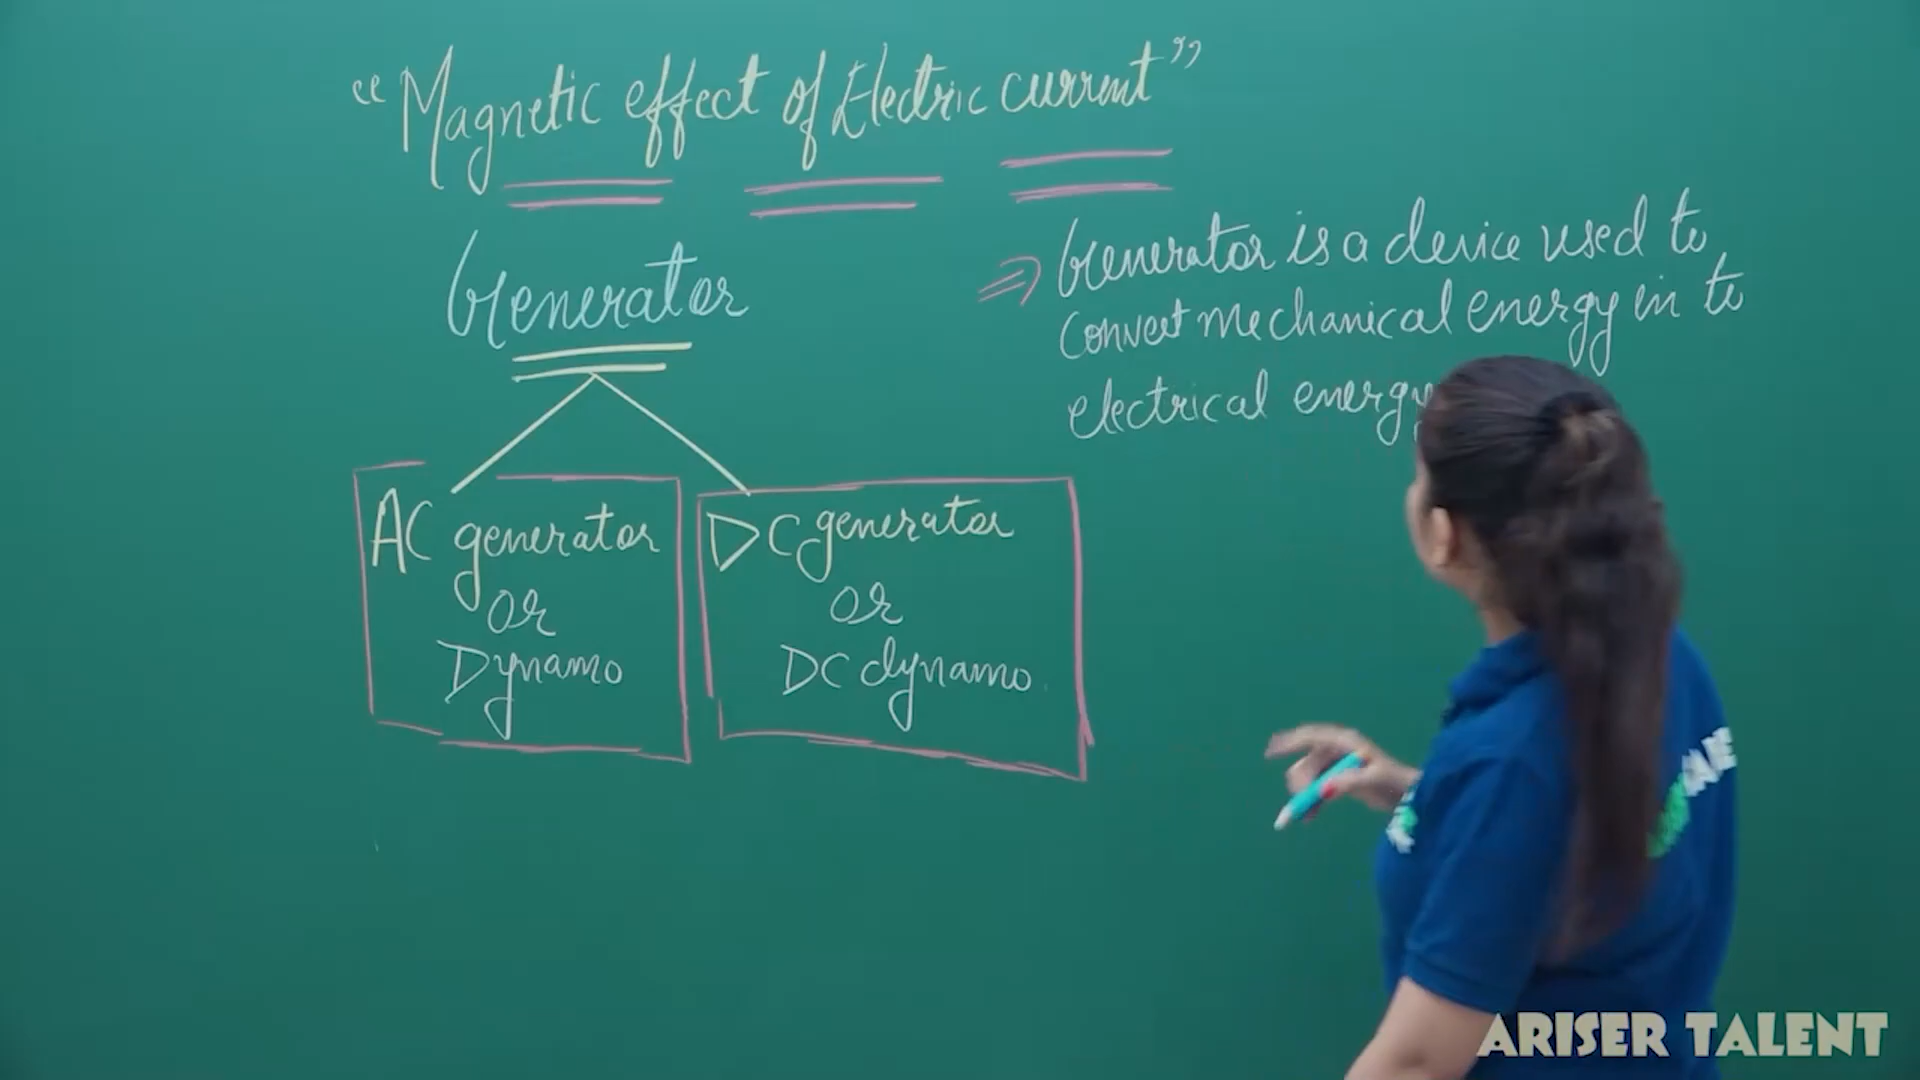 “Magnetic effect of Electric current”
Generator
⇒ Generator is a device used to
Convert mechanical energy in to
electrical energy
AC generator
or
Dynamo
DC generator
or
DC dynamo
ARISER TALENT